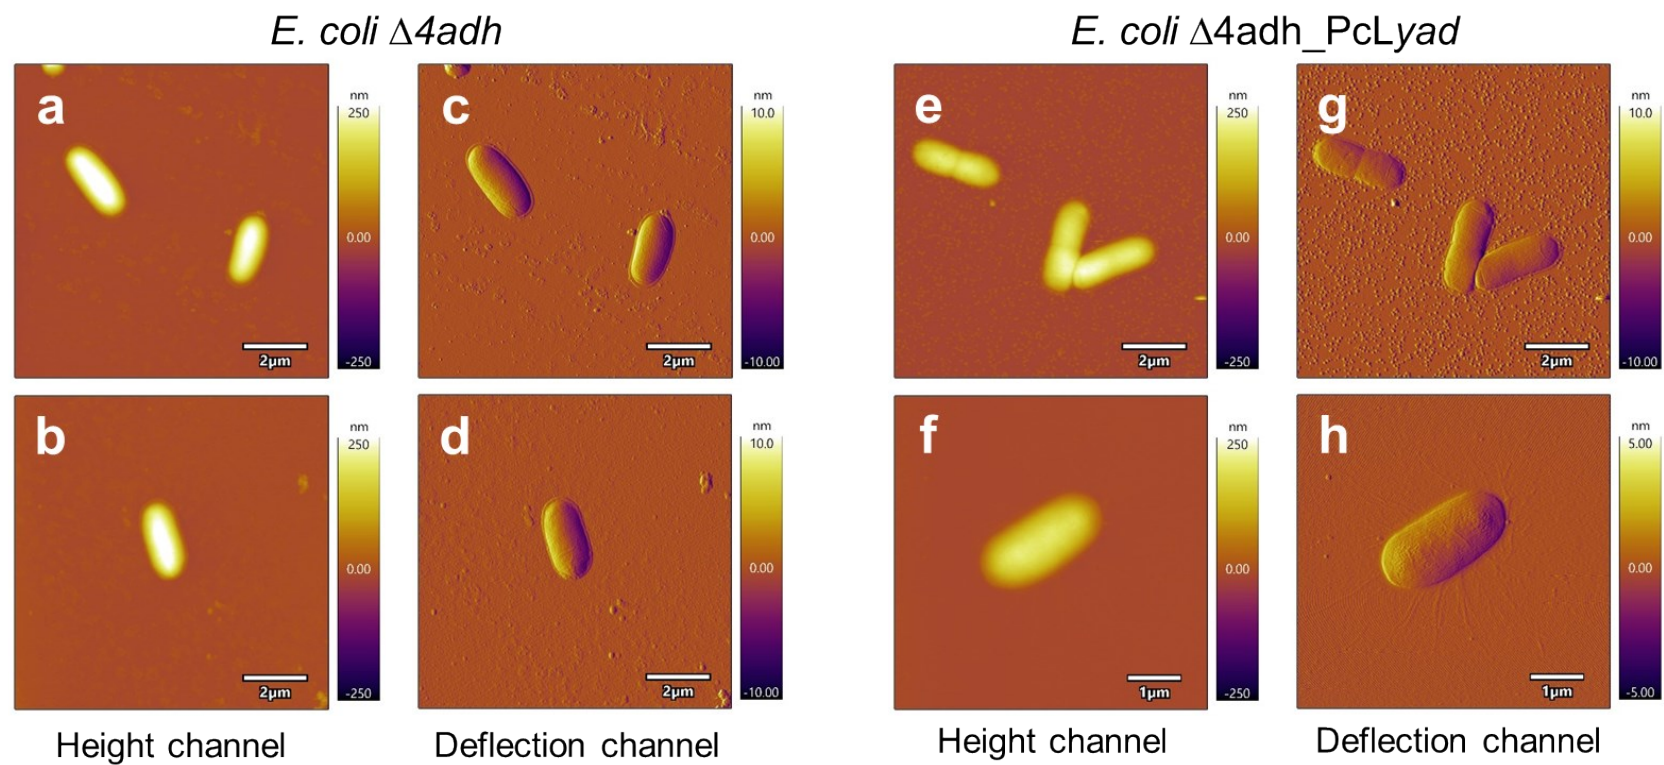 E. coli Δ4adh
E. coli Δ4adh_PcLyad
a
nm
250
0.00
-250
2μm
c
nm
10.0
0.00
-10.00
2μm
e
nm
250
0.00
-250
2μm
g
nm
10.0
0.00
-10.00
2μm
b
nm
250
0.00
-250
2μm
d
nm
10.0
0.00
-10.00
2μm
f
nm
250
0.00
-250
1μm
h
nm
5.00
0.00
-5.00
1μm
Height channel
Deflection channel
Height channel
Deflection channel